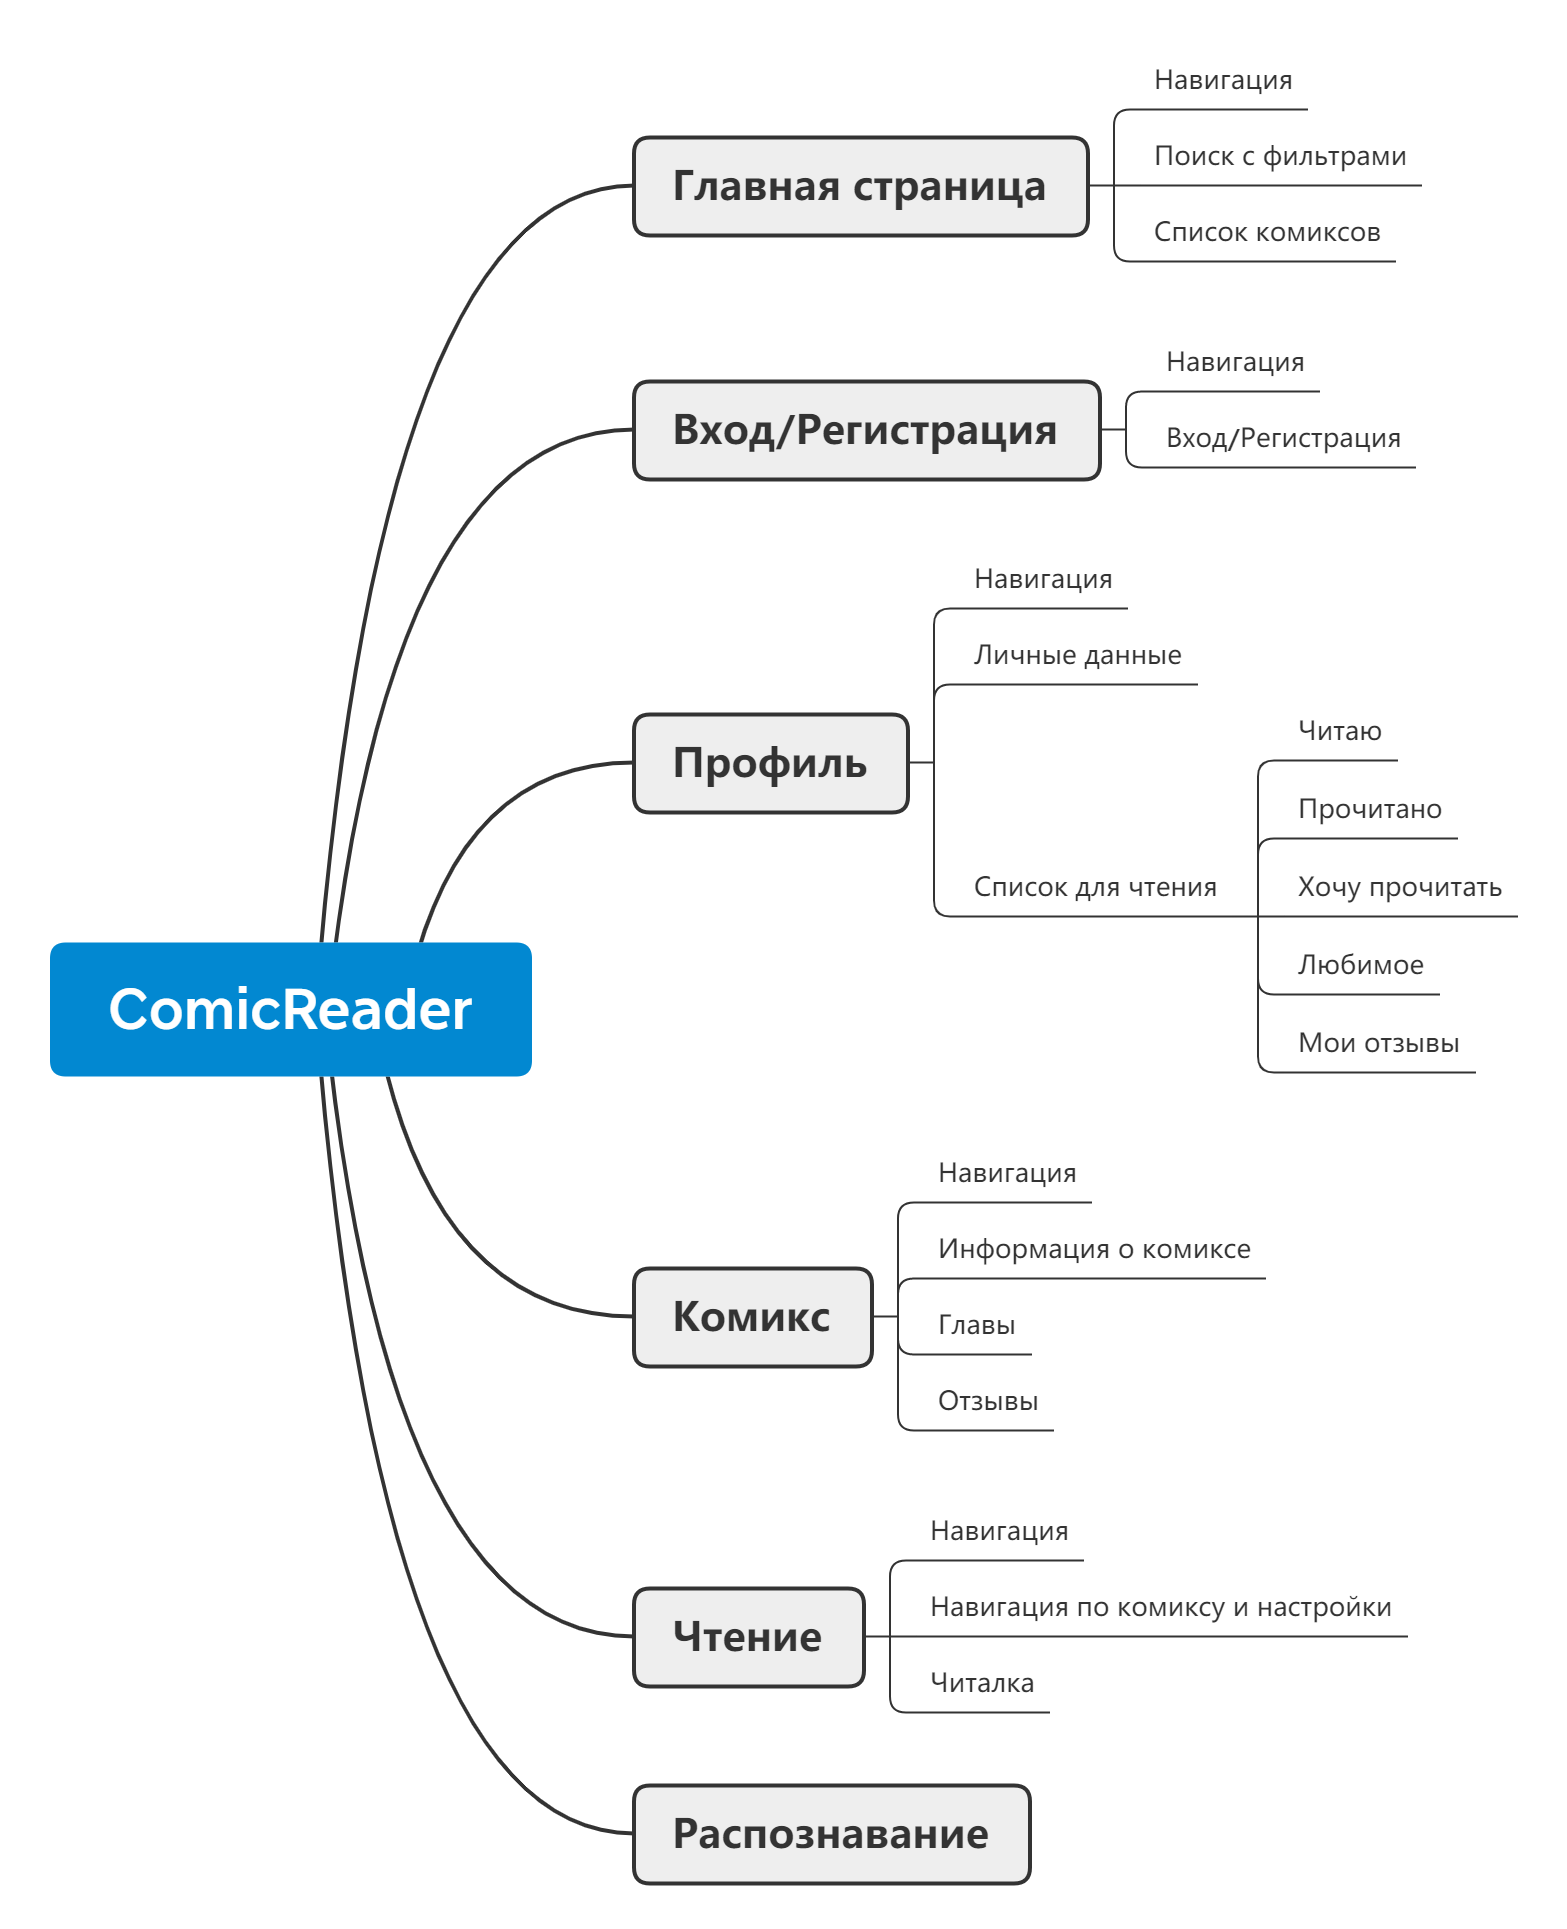 ComicReader
Главная страница
Навигация
Поиск с фильтрами
Список комиксов
Вход/Регистрация
Навигация
Вход/Регистрация
Профиль
Навигация
Личные данные
Список для чтения
Читаю
Прочитано
Хочу прочитать
Любимое
Мои отзывы
Комикс
Навигация
Информация о комиксе
Главы
Отзывы
Чтение
Навигация
Навигация по комиксу и настройки
Читалка
Распознавание